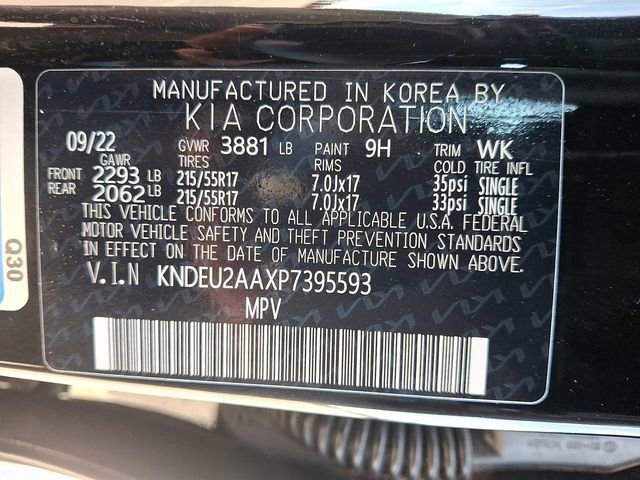 MANUFACTURED IN KOREA BY
KIA CORPORATION
09/22 GVWR 3881 LB PAINT 9H TRIM WK
GAWR TIRES RIMS COLD TIRE INFL
FRONT 2293 LB 215/55R17 7.0Jx17 35psi SINGLE
REAR 2062 LB 215/55R17 7.0Jx17 33psi SINGLE
THIS VEHICLE CONFORMS TO ALL APPLICABLE U.S.A. FEDERAL
MOTOR VEHICLE SAFETY AND THEFT PREVENTION STANDARDS
IN EFFECT ON THE DATE OF MANUFACTURE SHOWN ABOVE.
V.I.N KNDEU2AAXP7395593
MPV
Q30